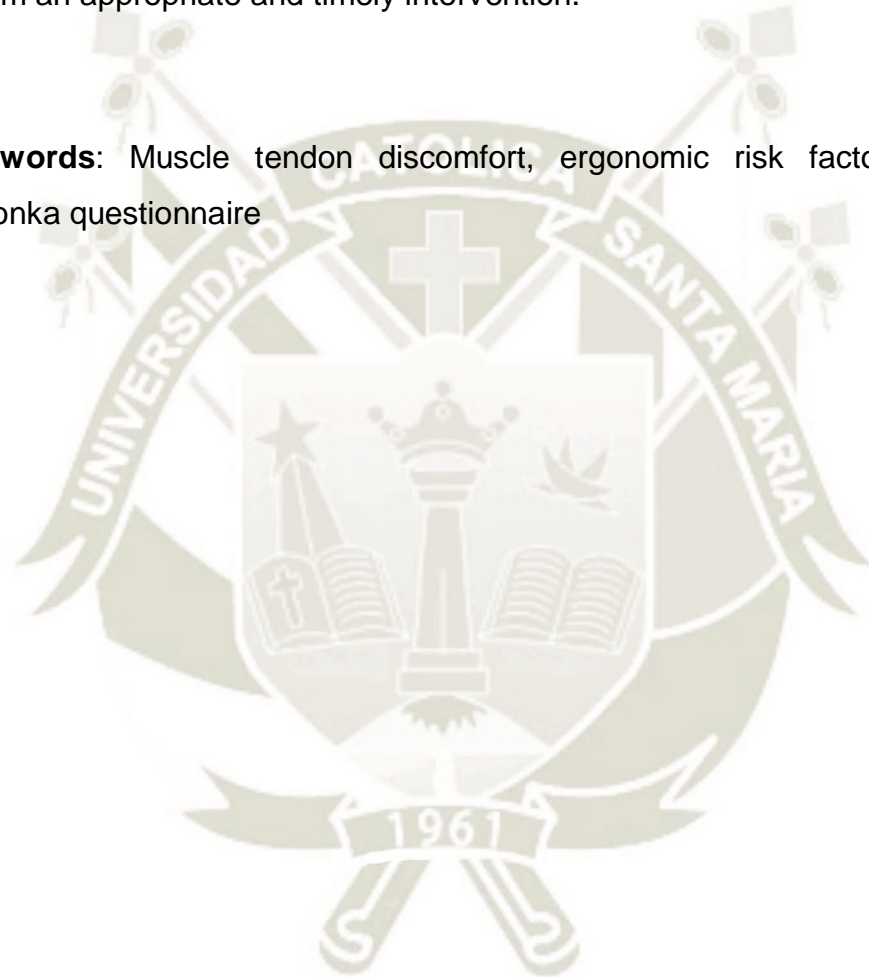 m an appropriate and timely intervention.
words: Muscle tendon discomfort, ergonomic risk facto
onka questionnaire
UNIVERSIDAD CATOLICA SANTA MARIA
1961